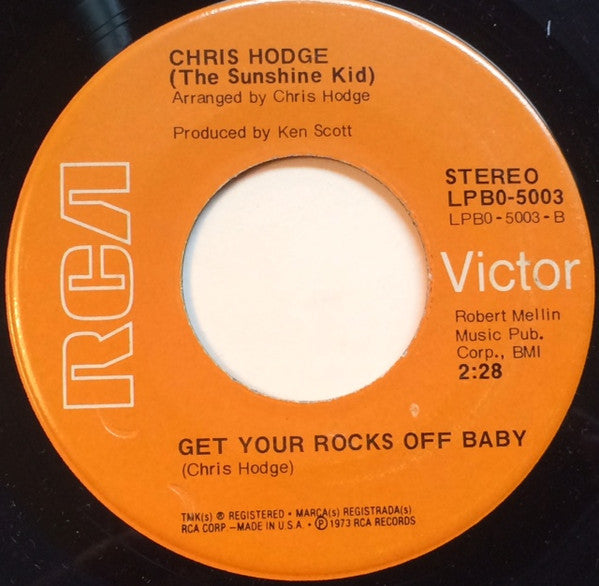 CHRIS HODGE
(The Sunshine Kid)
Arranged by Chris Hodge
Produced by Ken Scott
RCA
STEREO
LPB0-5003
LPB0-5003-B
Victor
Robert Mellin
Music Pub.
Corp., BMI
2:28
GET YOUR ROCKS OFF BABY
(Chris Hodge)
TMK(s) ® REGISTERED • MARCA(s) REGISTRADA(s)
RCA CORP.–MADE IN U.S.A. • ℗ 1973 RCA RECORDS